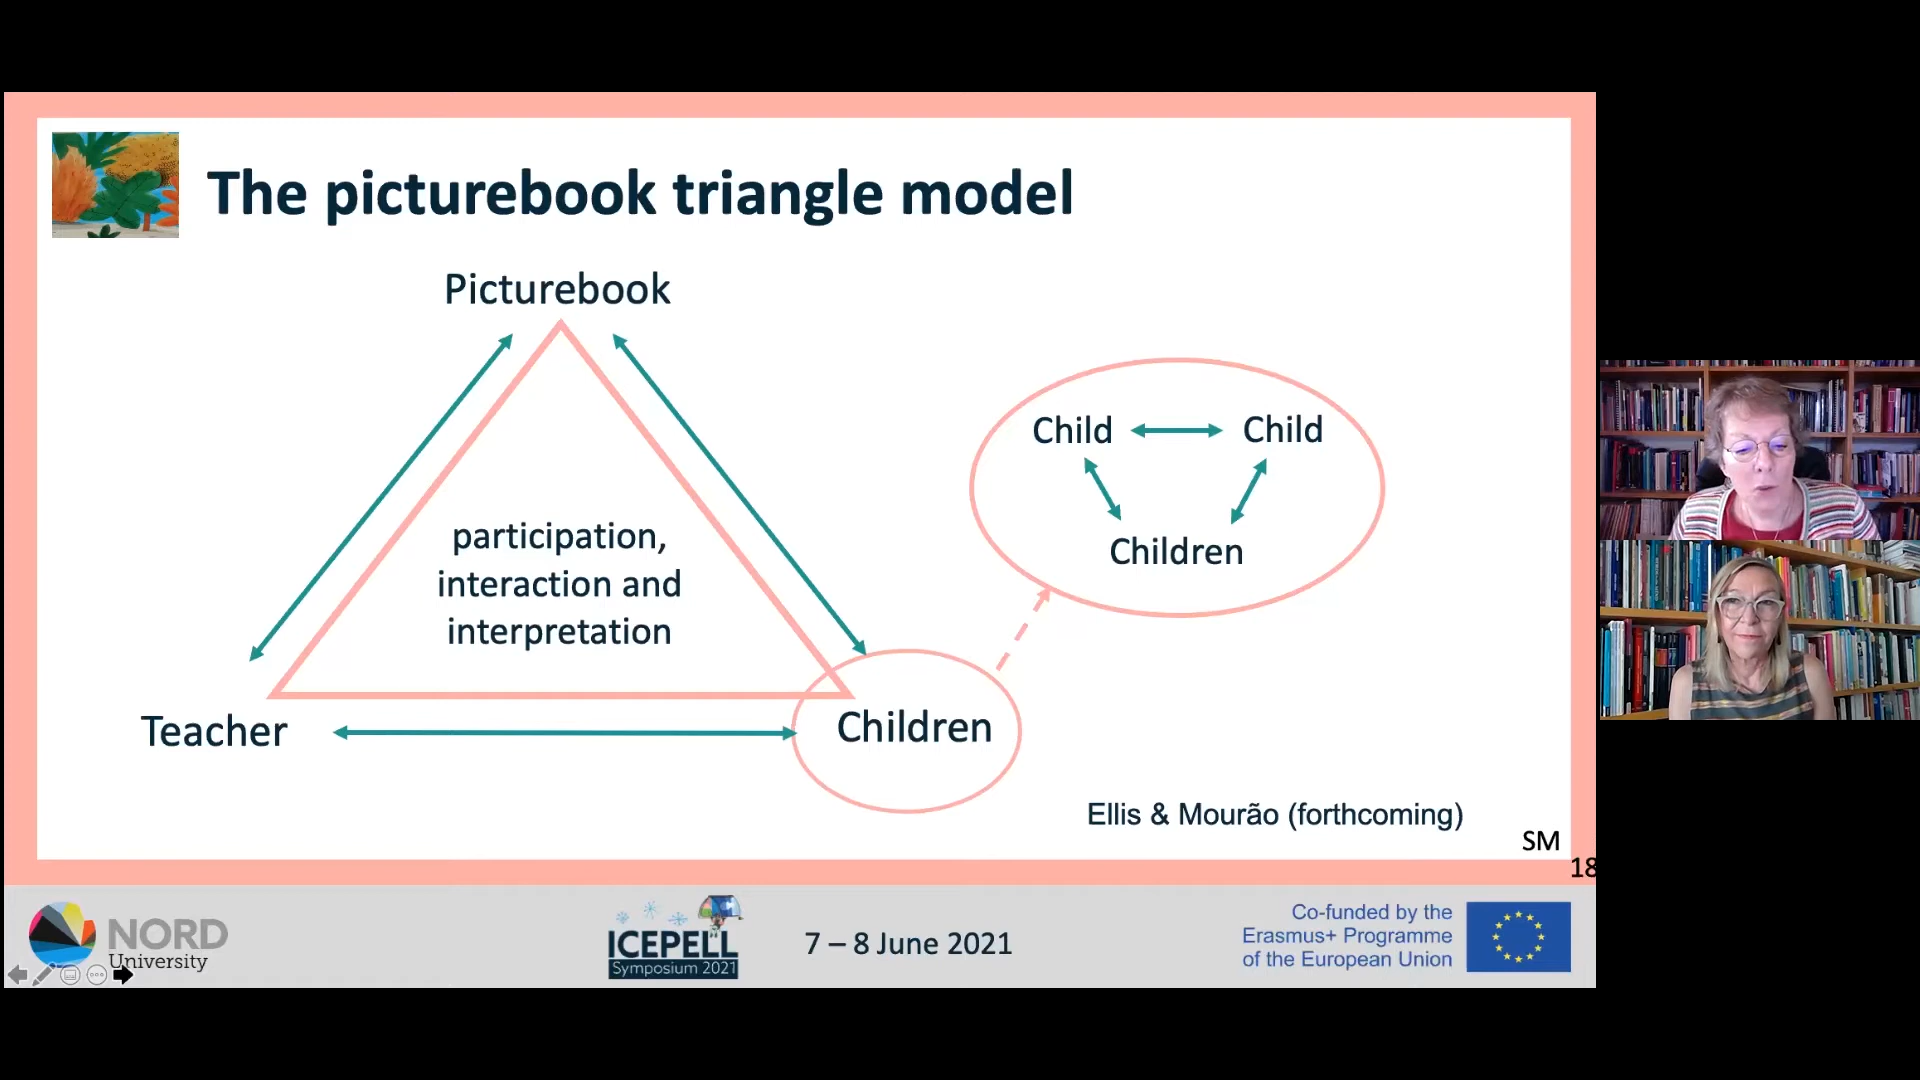 The picturebook triangle model
Picturebook
participation,
interaction and
interpretation
Teacher
Children
Child
Child
Children
Ellis & Mourão (forthcoming)
SM
18
NORD
University
ICEPELL
Symposium 2021
7 – 8 June 2021
Co-funded by the
Erasmus+ Programme
of the European Union